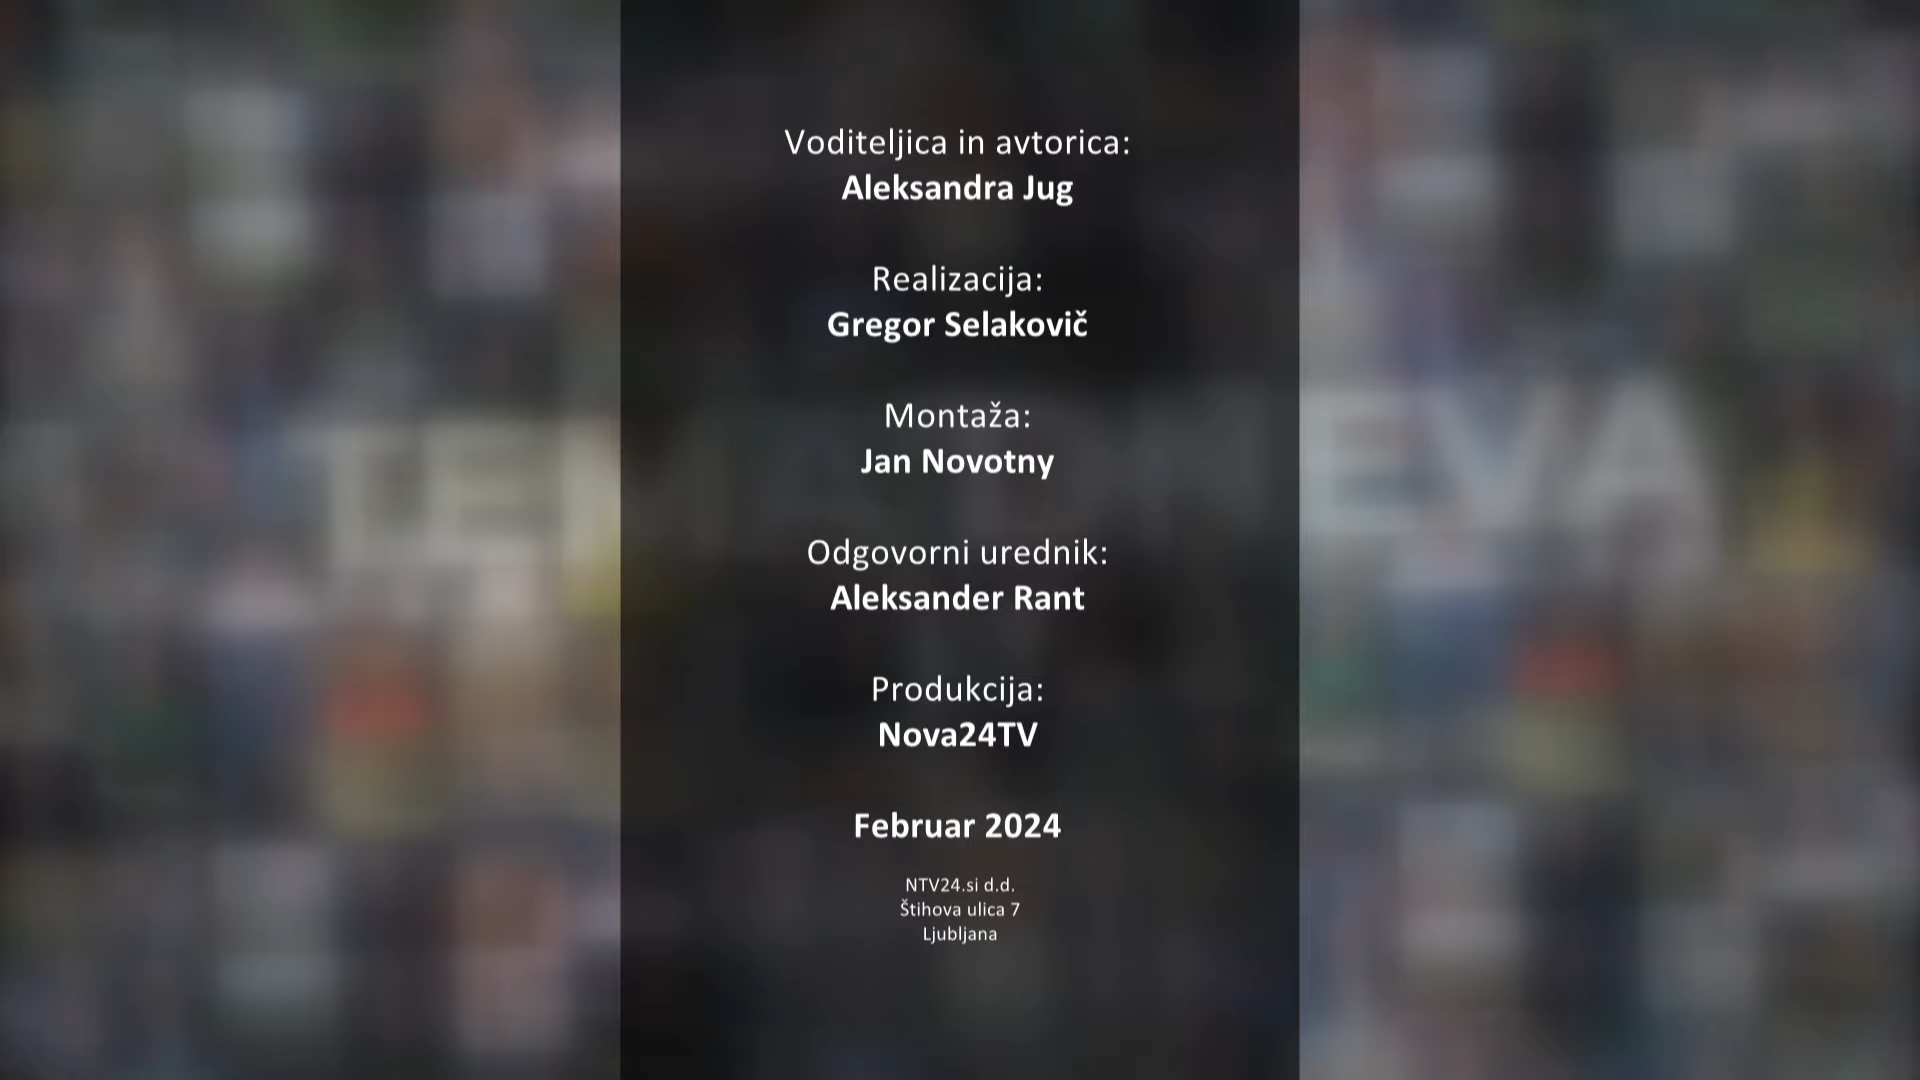 Voditeljica in avtorica:
Aleksandra Jug
Realizacija:
Gregor Selakovič
Montaža:
Jan Novotny
Odgovorni urednik:
Aleksander Rant
Produkcija:
Nova24TV
Februar 2024
NTV24.si d.d.
Štihova ulica 7
Ljubljana